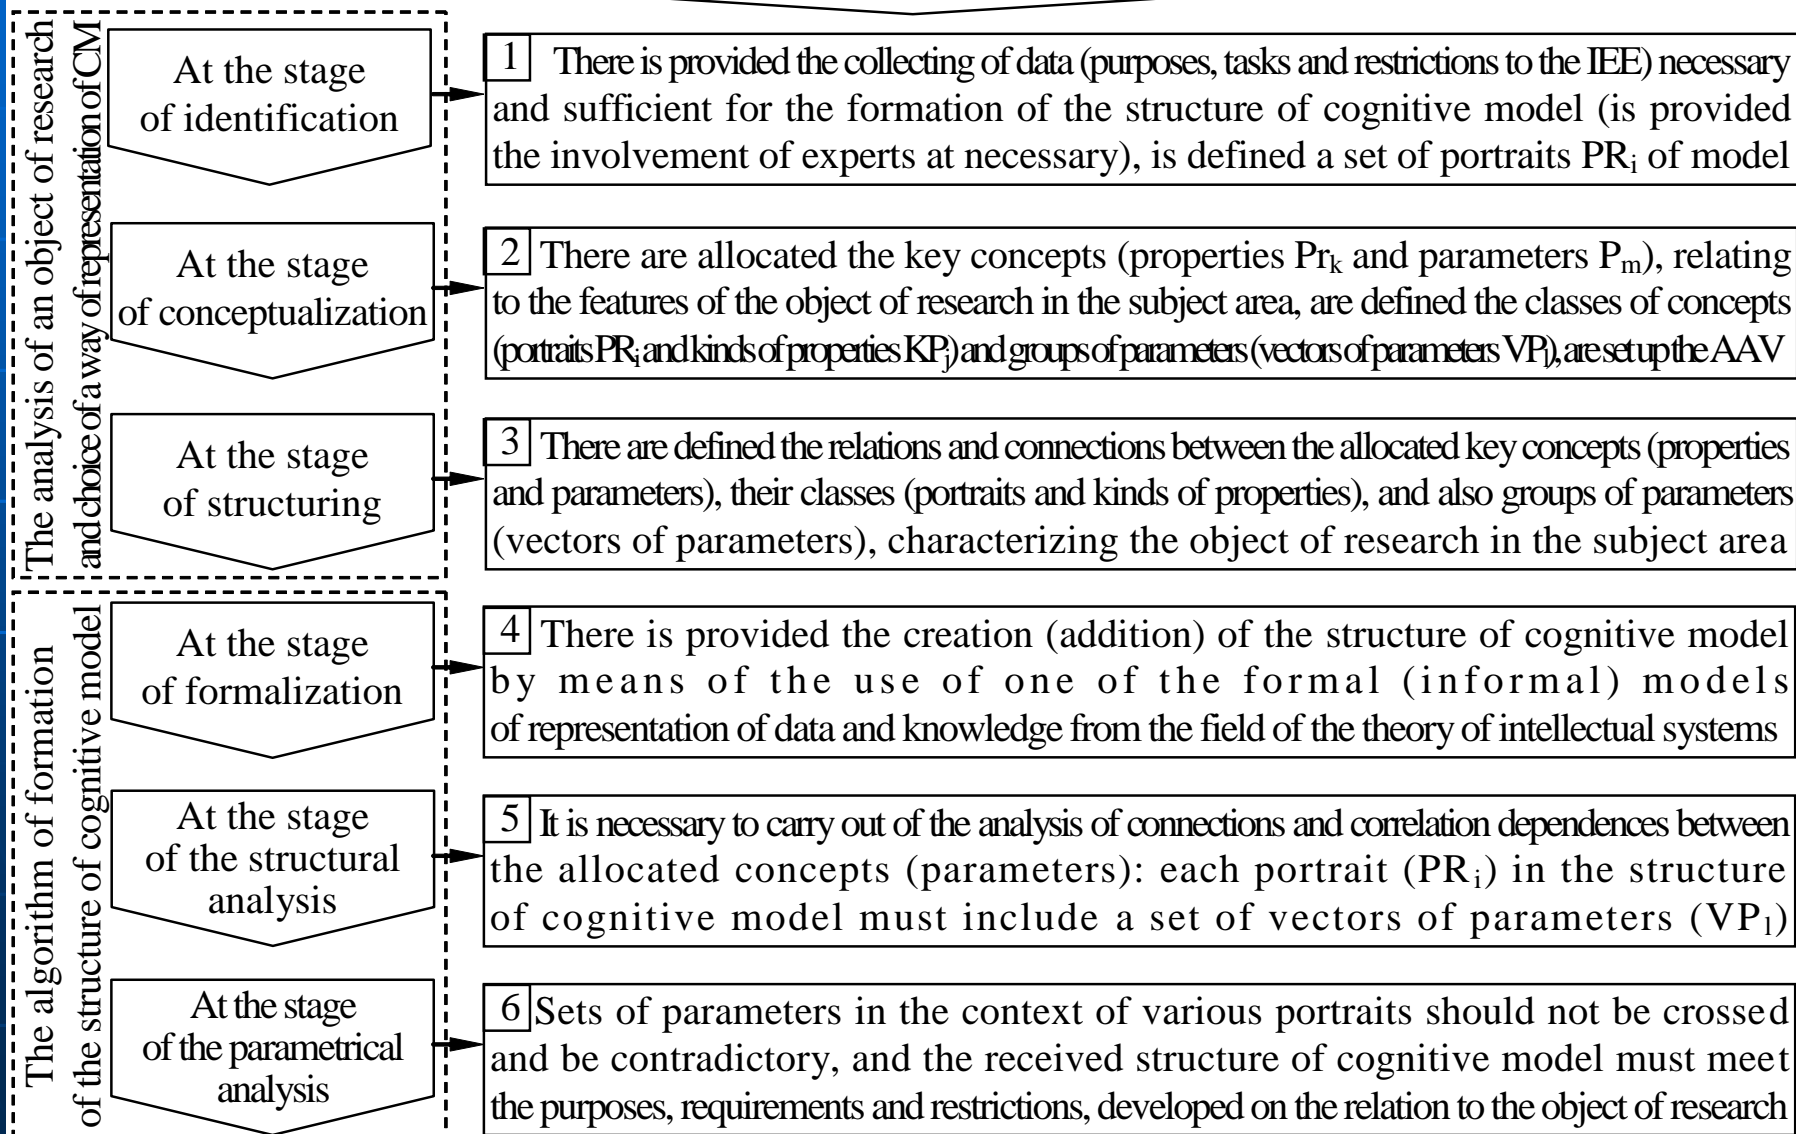 The analysis of an object of research
and choice of a way of representation of CM
At the stage
of identification
1 There is provided the collecting of data (purposes, tasks and restrictions to the IEE) necessary
and sufficient for the formation of the structure of cognitive model (is provided
the involvement of experts at necessary), is defined a set of portraits PRi of model
At the stage
of conceptualization
2 There are allocated the key concepts (properties Prk and parameters Pm), relating
to the features of the object of research in the subject area, are defined the classes of concepts
(portraits PRi and kinds of properties KPj) and groups of parameters (vectors of parameters VPl), are set up the AAV
At the stage
of structuring
3 There are defined the relations and connections between the allocated key concepts (properties
and parameters), their classes (portraits and kinds of properties), and also groups of parameters
(vectors of parameters), characterizing the object of research in the subject area
The algorithm of formation
of the structure of cognitive model
At the stage
of formalization
4 There is provided the creation (addition) of the structure of cognitive model
by means of the use of one of the formal (informal) models
of representation of data and knowledge from the field of the theory of intellectual systems
At the stage
of the structural
analysis
5 It is necessary to carry out of the analysis of connections and correlation dependences between
the allocated concepts (parameters): each portrait (PRi) in the structure
of cognitive model must include a set of vectors of parameters (VPl)
At the stage
of the parametrical
analysis
6 Sets of parameters in the context of various portraits should not be crossed
and be contradictory, and the received structure of cognitive model must meet
the purposes, requirements and restrictions, developed on the relation to the object of research